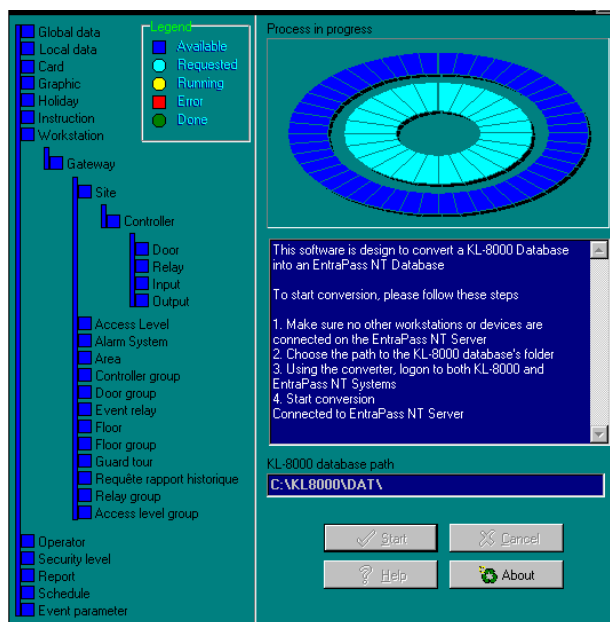 Global data
Local data
Card
Graphic
Holiday
Instruction
Workstation
Gateway
Site
Controller
Door
Relay
Input
Output
Access Level
Alarm System
Area
Controller group
Door group
Event relay
Floor
Floor group
Guard tour
Requête rapport historique
Relay group
Access level group
Operator
Security level
Report
Schedule
Event parameter
Legend
Available
Requested
Running
Error
Done
Process in progress
This software is design to convert a KL-8000 Database
into an EntraPass NT Database
To start conversion, please follow these steps
1. Make sure no other workstations or devices are
connected on the EntraPass NT Server
2. Choose the path to the KL-8000 database's folder
3. Using the converter, logon to both KL-8000 and
EntraPass NT Systems
4. Start conversion
Connected to EntraPass NT Server
KL-8000 database path
C:\KL8000\DAT\
Start
Cancel
Help
About